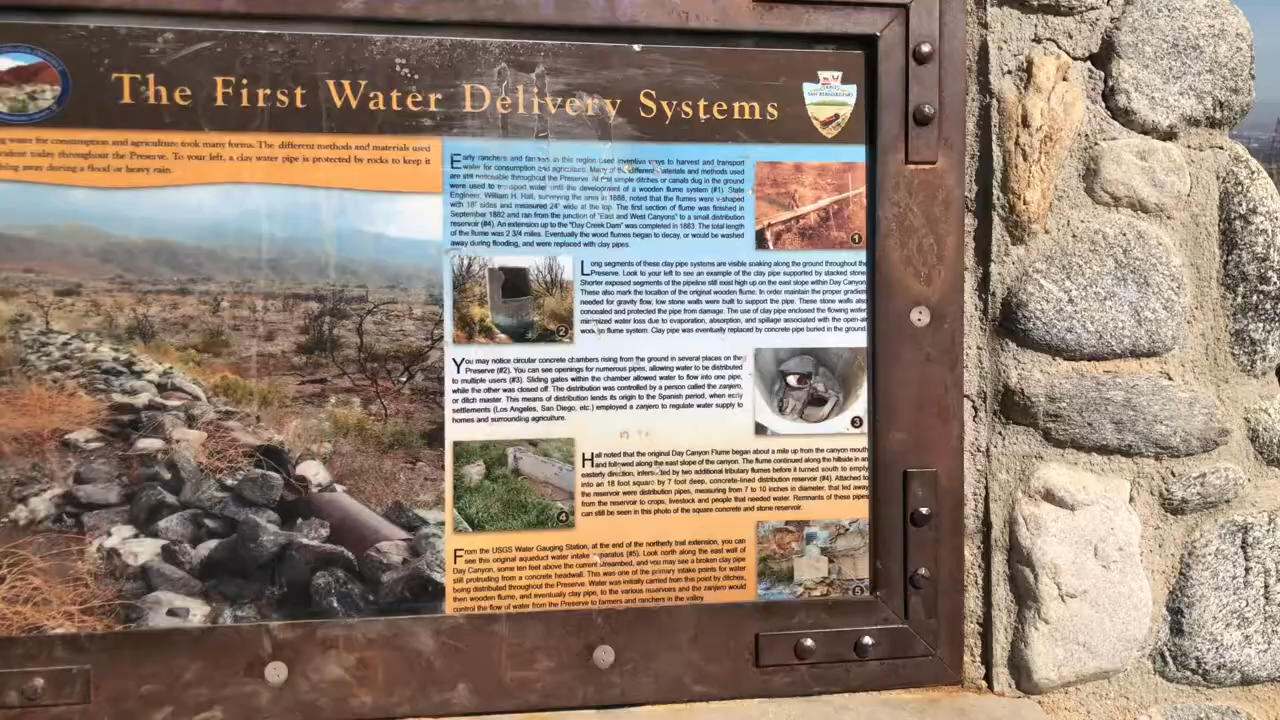 The First Water Delivery Systems
SAN BERNARDINO
water for consumption and agriculture took many forms. The different methods and materials used
today throughout the Preserve. To your left, a clay water pipe is protected by rocks to keep it
away during a flood or heavy rain.
Early ranchers and farmers in this region used inventive ways to harvest and transport
water for consumption and agriculture. Many of the different materials and methods used
are still noticeable throughout the Preserve. At first simple ditches or canals dug in the ground
were used to transport water until the development of a wooden flume system (#1). State
Engineer, William H. Hall, surveying the area in 1888, noted that the flumes were v-shaped
with 18" sides and measured 24" wide at the top. The first section of flume was finished in
September 1882 and ran from the junction of "East and West Canyons" to a small distribution
reservoir (#4). An extension up to the "Day Creek Dam" was completed in 1883. The total length
of the flume was 2 3/4 miles. Eventually the wood flumes began to decay, or would be washed
away during flooding, and were replaced with clay pipes.
1
Long segments of these clay pipe systems are visible snaking along the ground throughout the
Preserve. Look to your left to see an example of the clay pipe supported by stacked stone
Shorter exposed segments of the pipeline still exist high up on the east slope within Day Canyon
These also mark the location of the original wooden flume. In order maintain the proper gradient
needed for gravity flow, low stone walls were built to support the pipe. These stone walls also
concealed and protected the pipe from damage. The use of clay pipe enclosed the flowing water
minimized water loss due to evaporation, absorption, and spillage associated with the open-air
wooden flume system. Clay pipe was eventually replaced by concrete pipe buried in the ground.
2
You may notice circular concrete chambers rising from the ground in several places on the
Preserve (#2). You can see openings for numerous pipes, allowing water to be distributed
to multiple users (#3). Sliding gates within the chamber allowed water to flow into one pipe,
while the other was closed off. The distribution was controlled by a person called the zanjero,
or ditch master. This means of distribution lends its origin to the Spanish period, when early
settlements (Los Angeles, San Diego, etc.) employed a zanjero to regulate water supply to
homes and surrounding agriculture.
3
Hall noted that the original Day Canyon Flume began about a mile up from the canyon mouth
and followed along the east slope of the canyon. The flume continued along the hillside in an
easterly direction, intersected by two additional tributary flumes before it turned south to empty
into an 18 foot square by 7 foot deep, concrete-lined distribution reservoir (#4). Attached to
the reservoir were distribution pipes, measuring from 7 to 10 inches in diameter, that led away
from the reservoir to crops, livestock and people that needed water. Remnants of these pipes
can still be seen in this photo of the square concrete and stone reservoir.
4
From the USGS Water Gauging Station, at the end of the northerly trail extension, you can
see this original aqueduct water intake apparatus (#5). Look north along the east wall of
Day Canyon, some ten feet above the current streambed, and you may see a broken clay pipe
still protruding from a concrete headwall. This was one of the primary intake points for water
being distributed throughout the Preserve. Water was initially carried from this point by ditches,
then wooden flume, and eventually clay pipe, to the various reservoirs and the zanjero would
control the flow of water from the Preserve to farmers and ranchers in the valley
5